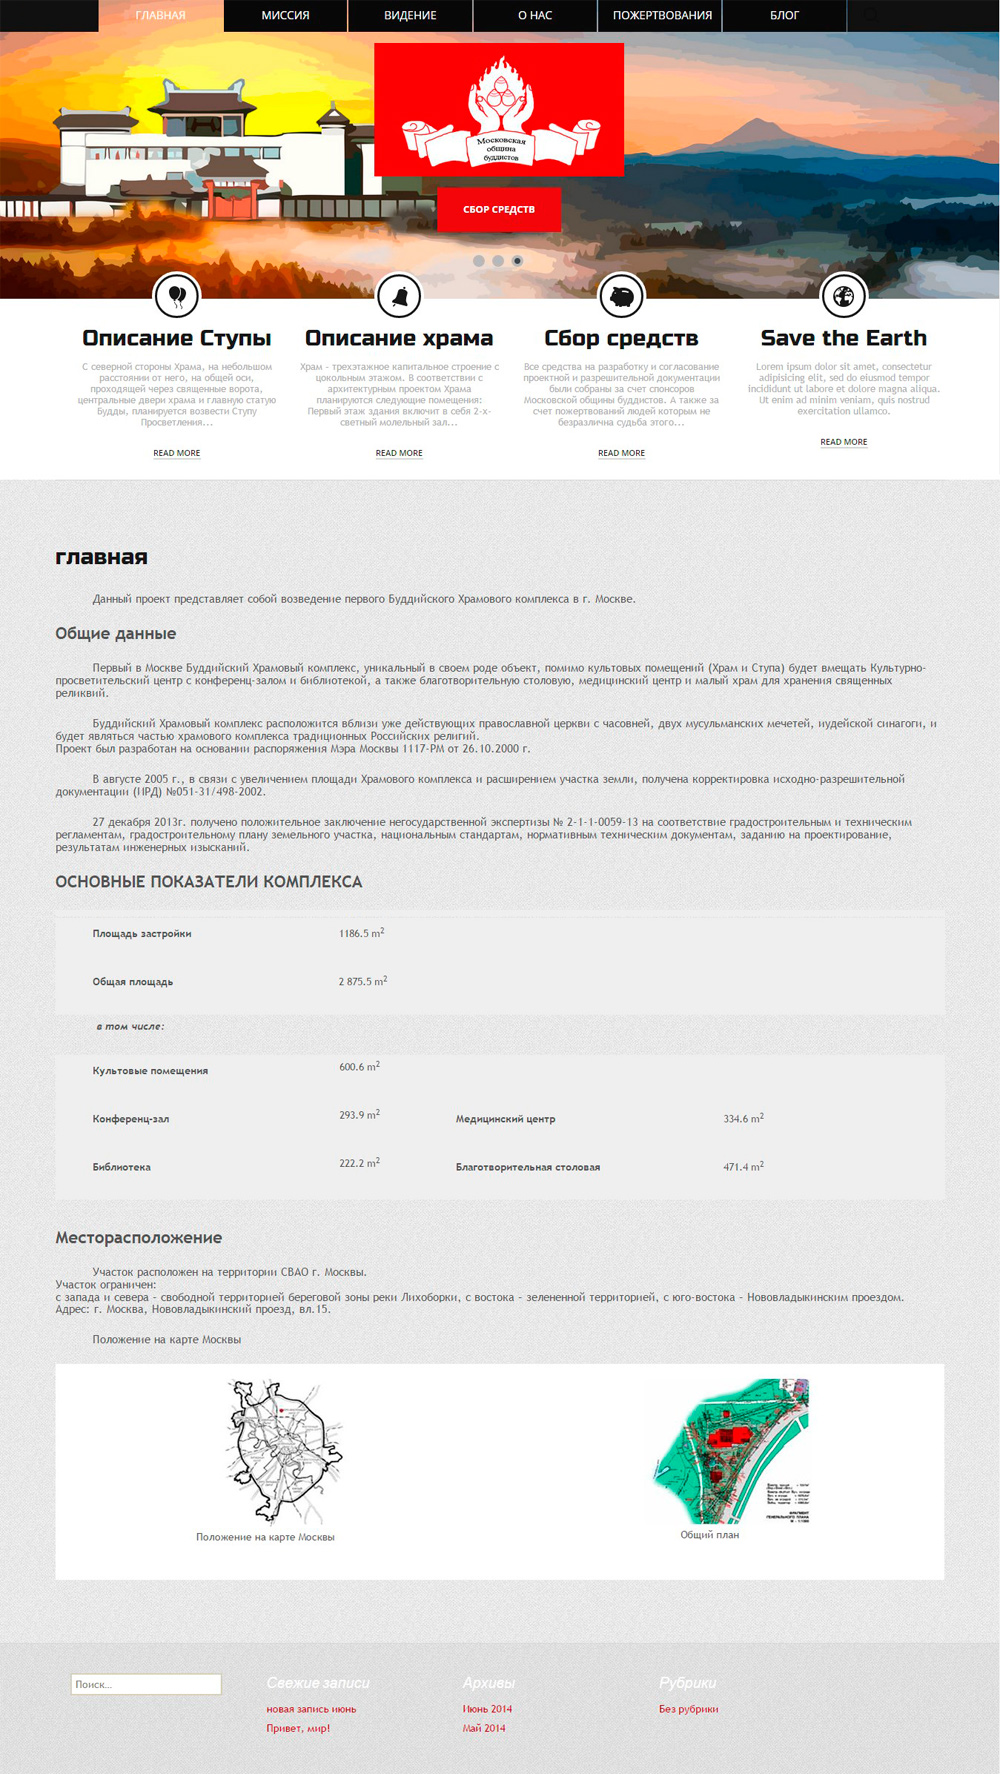 ГЛАВНАЯ
МИССИЯ
ВИДЕНИЕ
О НАС
ПОЖЕРТВОВАНИЯ
БЛОГ
Московская
община
буддистов
СБОР СРЕДСТВ
Описание Ступы
С северной стороны Храма, на небольшом
расстоянии от него, на общей оси,
проходящей через священные ворота,
центральные двери храма и главную статую
Будды, планируется возвести Ступу
Просветления...
READ MORE
Описание храма
Храм - трехэтажное капитальное строение с
цокольным этажом. В соответствии с
архитектурным проектом Храма
планируются следующие помещения:
Первый этаж здания включит в себя 2-х-
светный молельный зал...
READ MORE
Сбор средств
Все средства на разработку и согласование
проектной и разрешительной документации
были собраны за счет спонсоров
Московской общины буддистов. А также за
счет пожертвований людей которым не
безразлична судьба этого...
READ MORE
Save the Earth
Lorem ipsum dolor sit amet, consectetur
adipisicing elit, sed do eiusmod tempor
incididunt ut labore et dolore magna aliqua.
Ut enim ad minim veniam, quis nostrud
exercitation ullamco.
READ MORE
главная
Данный проект представляет собой возведение первого Буддийского Храмового комплекса в г. Москве.
Общие данные
Первый в Москве Буддийский Храмовый комплекс, уникальный в своем роде объект, помимо культовых помещений (Храм и Ступа) будет вмещать Культурно-
просветительский центр с конференц-залом и библиотекой, а также благотворительную столовую, медицинский центр и малый храм для хранения священных
реликвий.
Буддийский Храмовый комплекс расположится вблизи уже действующих православной церкви с часовней, двух мусульманских мечетей, иудейской синагоги, и
будет являться частью храмового комплекса традиционных Российских религий.
Проект был разработан на основании распоряжения Мэра Москвы 1117-РМ от 26.10.2000 г.
В августе 2005 г., в связи с увеличением площади Храмового комплекса и расширением участка земли, получена корректировка исходно-разрешительной
документации (ИРД) №051-31/498-2002.
27 декабря 2013г. получено положительное заключение негосударственной экспертизы № 2-1-1-0059-13 на соответствие градостроительным и техническим
регламентам, градостроительному плану земельного участка, национальным стандартам, нормативным техническим документам, заданию на проектирование,
результатам инженерных изысканий.
ОСНОВНЫЕ ПОКАЗАТЕЛИ КОМПЛЕКСА
Площадь застройки 1186.5 m²
Общая площадь 2 875.5 m²
в том числе:
Культовые помещения 600.6 m²
Конференц-зал 293.9 m² Медицинский центр 334.6 m²
Библиотека 222.2 m² Благотворительная столовая 471.4 m²
Месторасположение
Участок расположен на территории СВАО г. Москвы.
Участок ограничен:
с запада и севера – свободной территорией береговой зоны реки Лихоборки, с востока – зелененной территорией, с юго-востока – Нововладыкинским проездом.
Адрес: г. Москва, Нововладыкинский проезд, вл.15.
Положение на карте Москвы
Положение на карте Москвы
ФРАГМЕНТ
ГЕНЕРАЛЬНОГО ПЛАНА
Общий план
Поиск...
Свежие записи
новая запись июнь
Привет, мир!
Архивы
Июнь 2014
Май 2014
Рубрики
Без рубрики